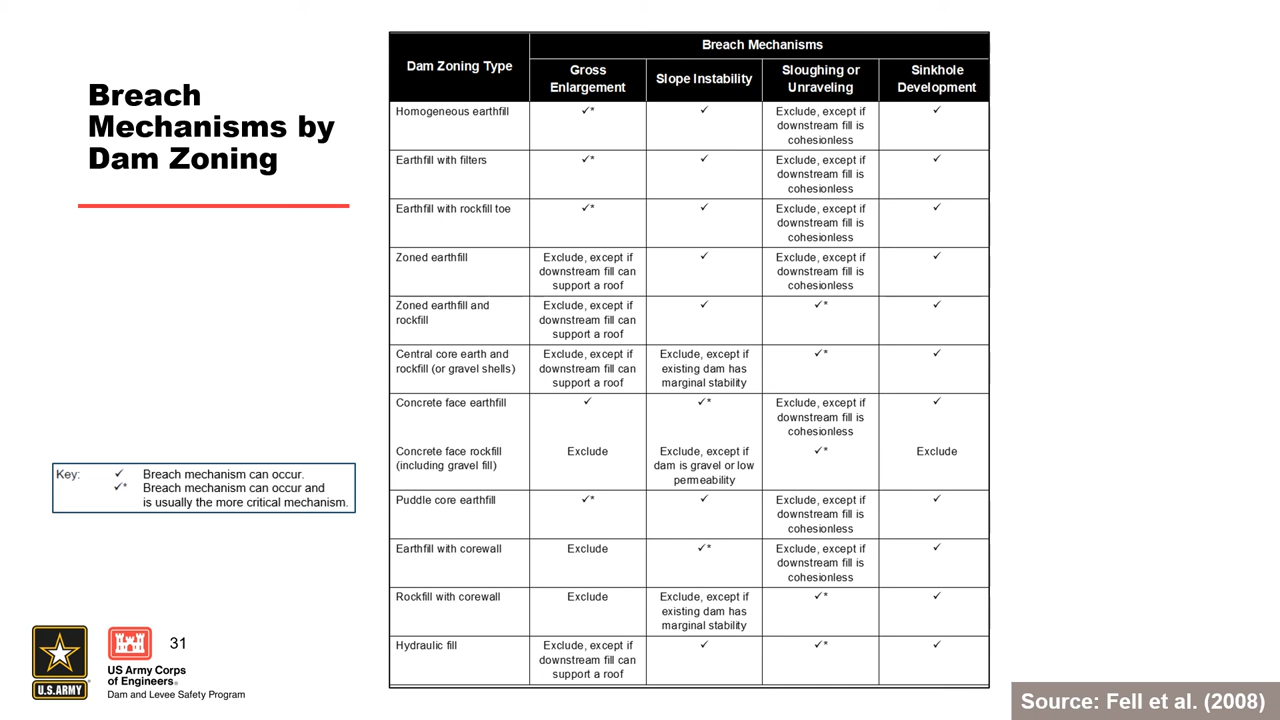 Breach
Mechanisms by
Dam Zoning
Dam Zoning Type
Breach Mechanisms
Gross
Enlargement
Slope Instability
Sloughing or
Unraveling
Sinkhole
Development
Homogeneous earthfill
✓*
✓
Exclude, except if
downstream fill is
cohesionless
✓
Earthfill with filters
✓*
✓
Exclude, except if
downstream fill is
cohesionless
✓
Earthfill with rockfill toe
✓*
✓
Exclude, except if
downstream fill is
cohesionless
✓
Zoned earthfill
Exclude, except if
downstream fill can
support a roof
✓
Exclude, except if
downstream fill is
cohesionless
✓
Zoned earthfill and
rockfill
Exclude, except if
downstream fill can
support a roof
✓
✓*
✓
Central core earth and
rockfill (or gravel shells)
Exclude, except if
downstream fill can
support a roof
Exclude, except if
existing dam has
marginal stability
✓*
✓
Concrete face earthfill
✓
✓*
Exclude, except if
downstream fill is
cohesionless
✓
Concrete face rockfill
(including gravel fill)
Exclude
Exclude, except if
dam is gravel or low
permeability
✓*
Exclude
Puddle core earthfill
✓*
✓
Exclude, except if
downstream fill is
cohesionless
✓
Earthfill with corewall
Exclude
✓*
Exclude, except if
downstream fill is
cohesionless
✓
Rockfill with corewall
Exclude
Exclude, except if
existing dam has
marginal stability
✓*
✓
Hydraulic fill
Exclude, except if
downstream fill can
support a roof
✓
✓*
✓
Key: ✓ Breach mechanism can occur.
✓* Breach mechanism can occur and
is usually the more critical mechanism.
U.S.ARMY
31
US Army Corps
of Engineers®
Dam and Levee Safety Program
Source: Fell et al. (2008)